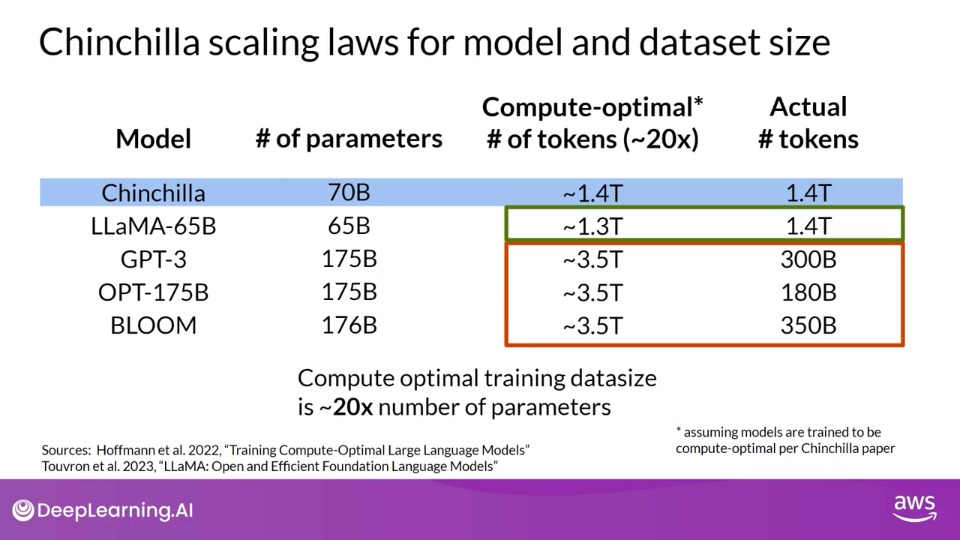 Chinchilla scaling laws for model and dataset size
Model # of parameters Compute-optimal* # of tokens (~20x) Actual # tokens
Chinchilla 70B ~1.4T 1.4T
LLaMA-65B 65B ~1.3T 1.4T
GPT-3 175B ~3.5T 300B
OPT-175B 175B ~3.5T 180B
BLOOM 176B ~3.5T 350B
Compute optimal training datasize
is ~20x number of parameters
* assuming models are trained to be
compute-optimal per Chinchilla paper
Sources: Hoffmann et al. 2022, “Training Compute-Optimal Large Language Models”
Touvron et al. 2023, “LLaMA: Open and Efficient Foundation Language Models”
DeepLearning.AI
aws